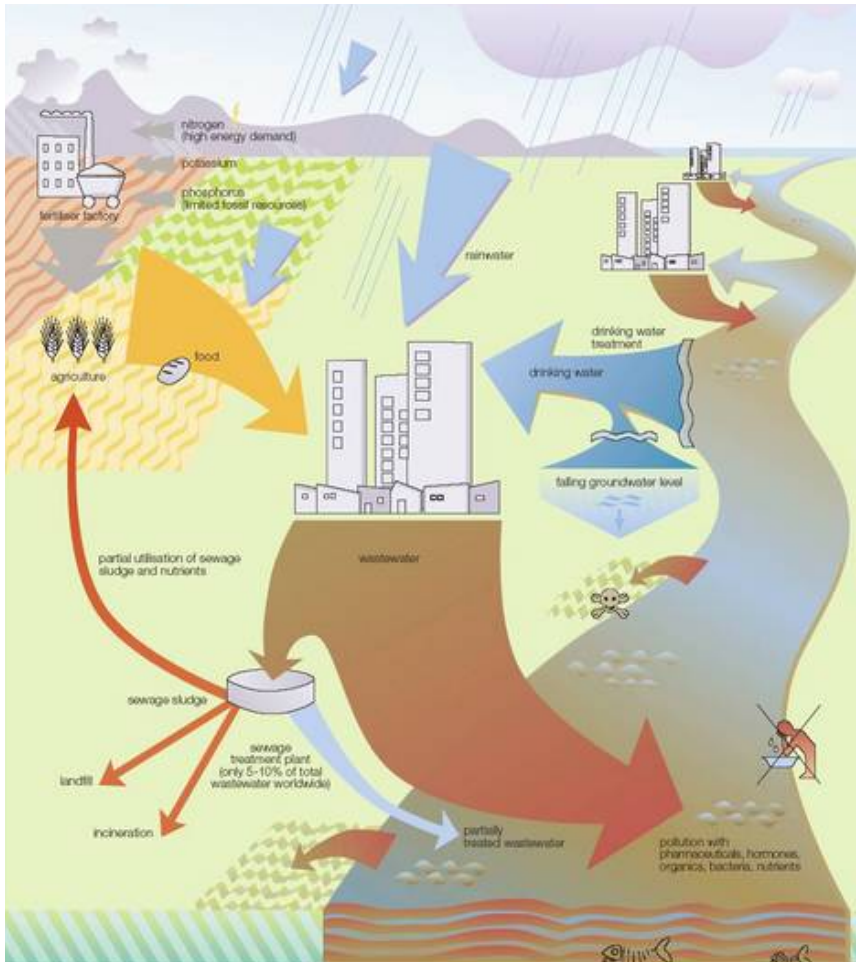 nitrogen
(high energy demand)
potassium
phosphorus
(limited fossil resources)
fertiliser factory
rainwater
drinking water
treatment
drinking water
food
agriculture
falling groundwater level
partial utilisation of sewage
sludge and nutrients
wastewater
sewage sludge
sewage
treatment plant
(only 5-10% of total
wastewater worldwide)
landfill
incineration
partially
treated wastewater
pollution with
pharmaceuticals, hormones,
organics, bacteria, nutrients